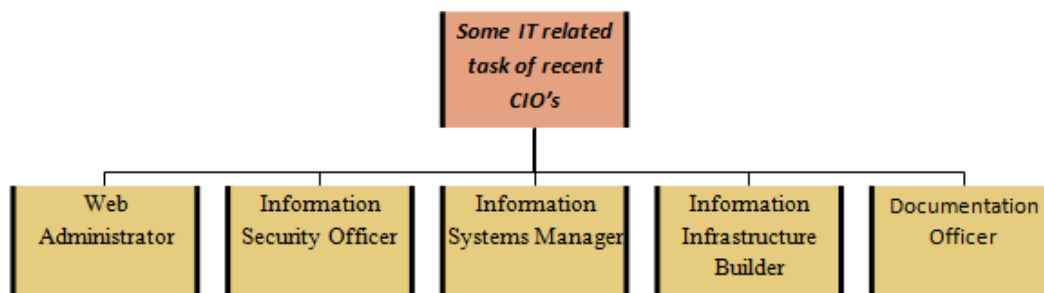 Some IT related
task of recent
CIO's
Web
Administrator
Information
Security Officer
Information
Systems Manager
Information
Infrastructure
Builder
Documentation
Officer